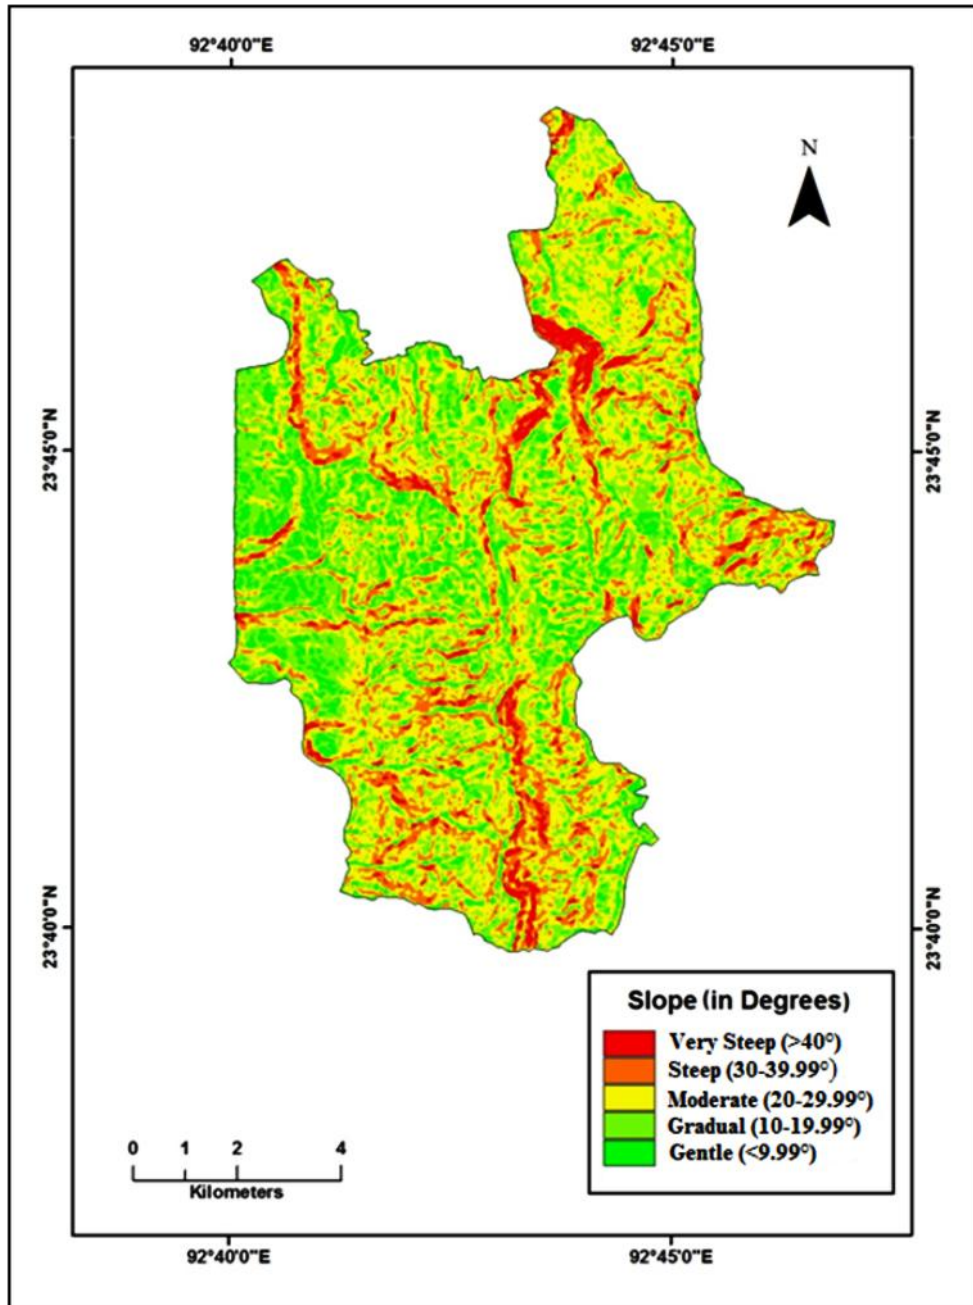 92°40'0"E
92°45'0"E
N
23°45'0"N
23°45'0"N
23°40'0"N
23°40'0"N
Slope (in Degrees)
Very Steep (>40°)
Steep (30-39.99°)
Moderate (20-29.99°)
Gradual (10-19.99°)
Gentle (<9.99°)
0 1 2 4
Kilometers
92°40'0"E
92°45'0"E